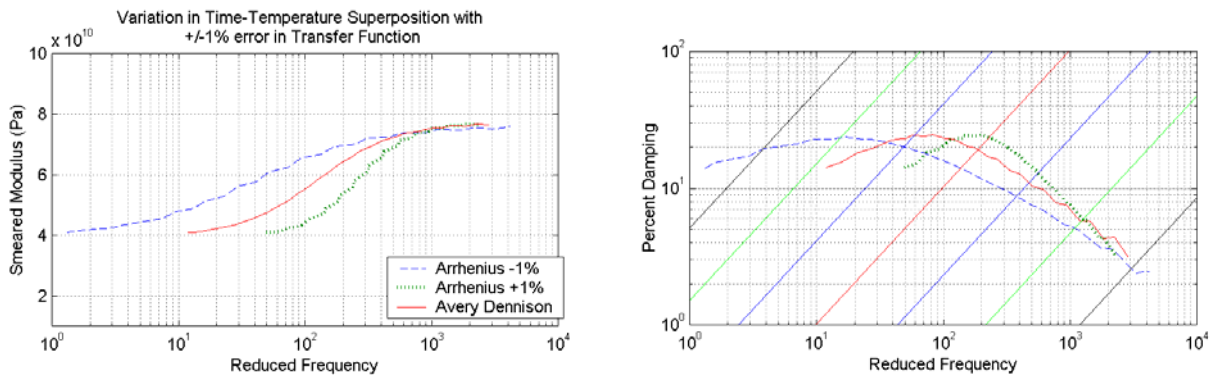 Variation in Time-Temperature Superposition with
+/-1% error in Transfer Function
10 x 10^10
8
6
4
2
Smeared Modulus (Pa)
Arrhenius -1%
Arrhenius +1%
Avery Dennison
10^0 10^1 10^2 10^3 10^4
Reduced Frequency
10^2
10^1
10^0
Percent Damping
10^0 10^1 10^2 10^3 10^4
Reduced Frequency